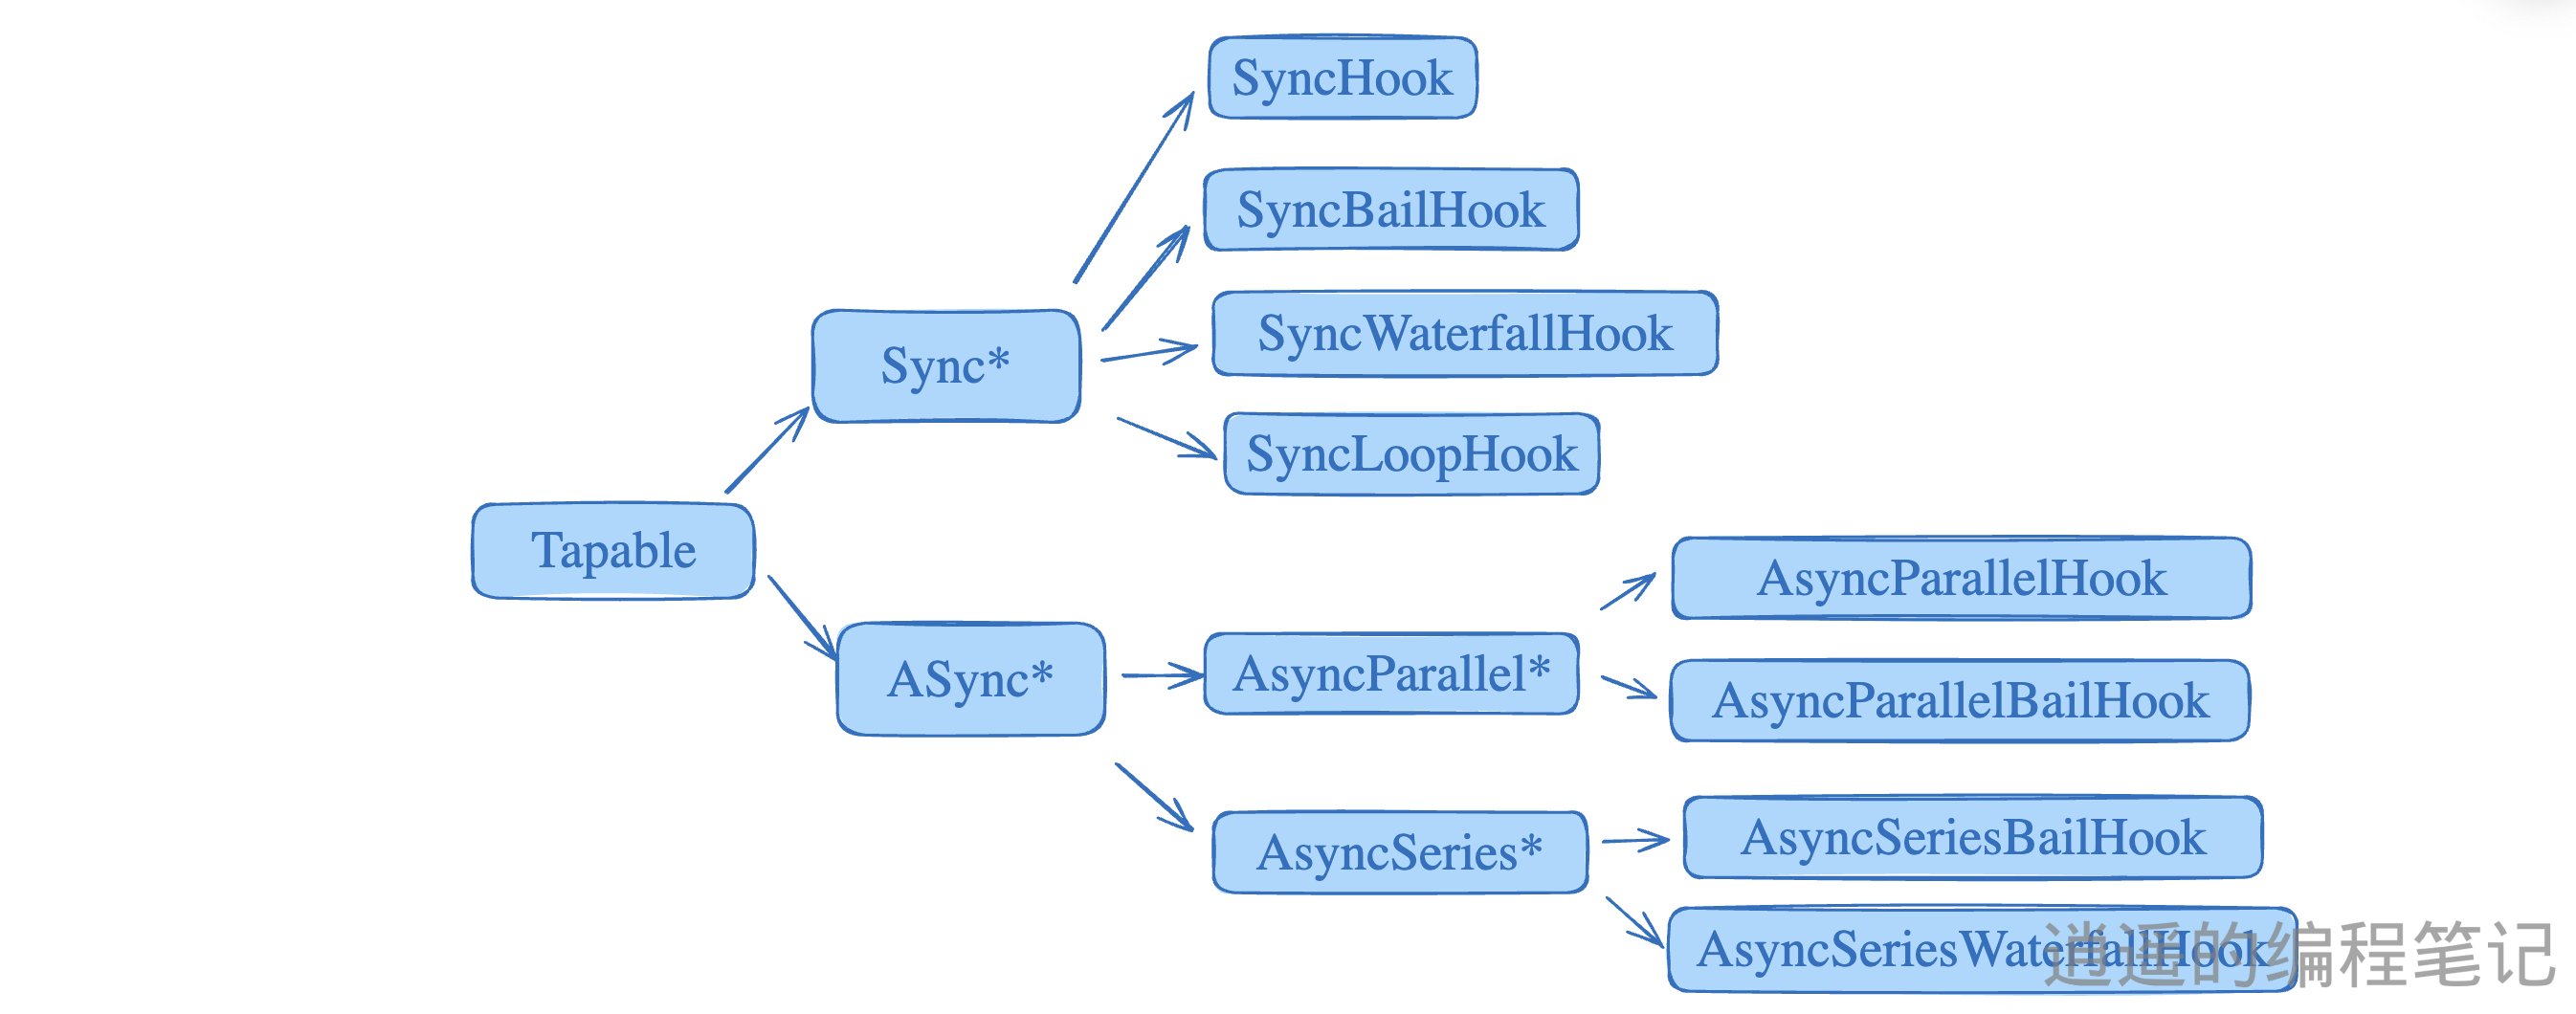 SyncHook
SyncBailHook
SyncWaterfallHook
Sync*
SyncLoopHook
Tapable
AsyncParallelHook
ASync*
AsyncParallel*
AsyncParallelBailHook
AsyncSeries*
AsyncSeriesBailHook
AsyncSeriesWaterfallHook
逍遥的编程笔记